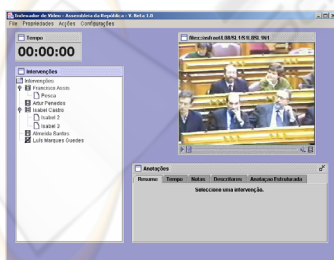 Indexador de Vídeo - Assembleia da República - V. Beta 1.0
File Propriedades Acções Configurações
Tempo
00:00:00
Intervenções
Intervenções
Francisco Assis
Pesca
Artur Penedos
Isabel Castro
Isabel 2
Isabel 3
Almeida Santos
Luís Marques Guedes
Anotações
Resumo Tempo Notas Descritores Anotaçao Estruturada
Seleccione uma intervenção.